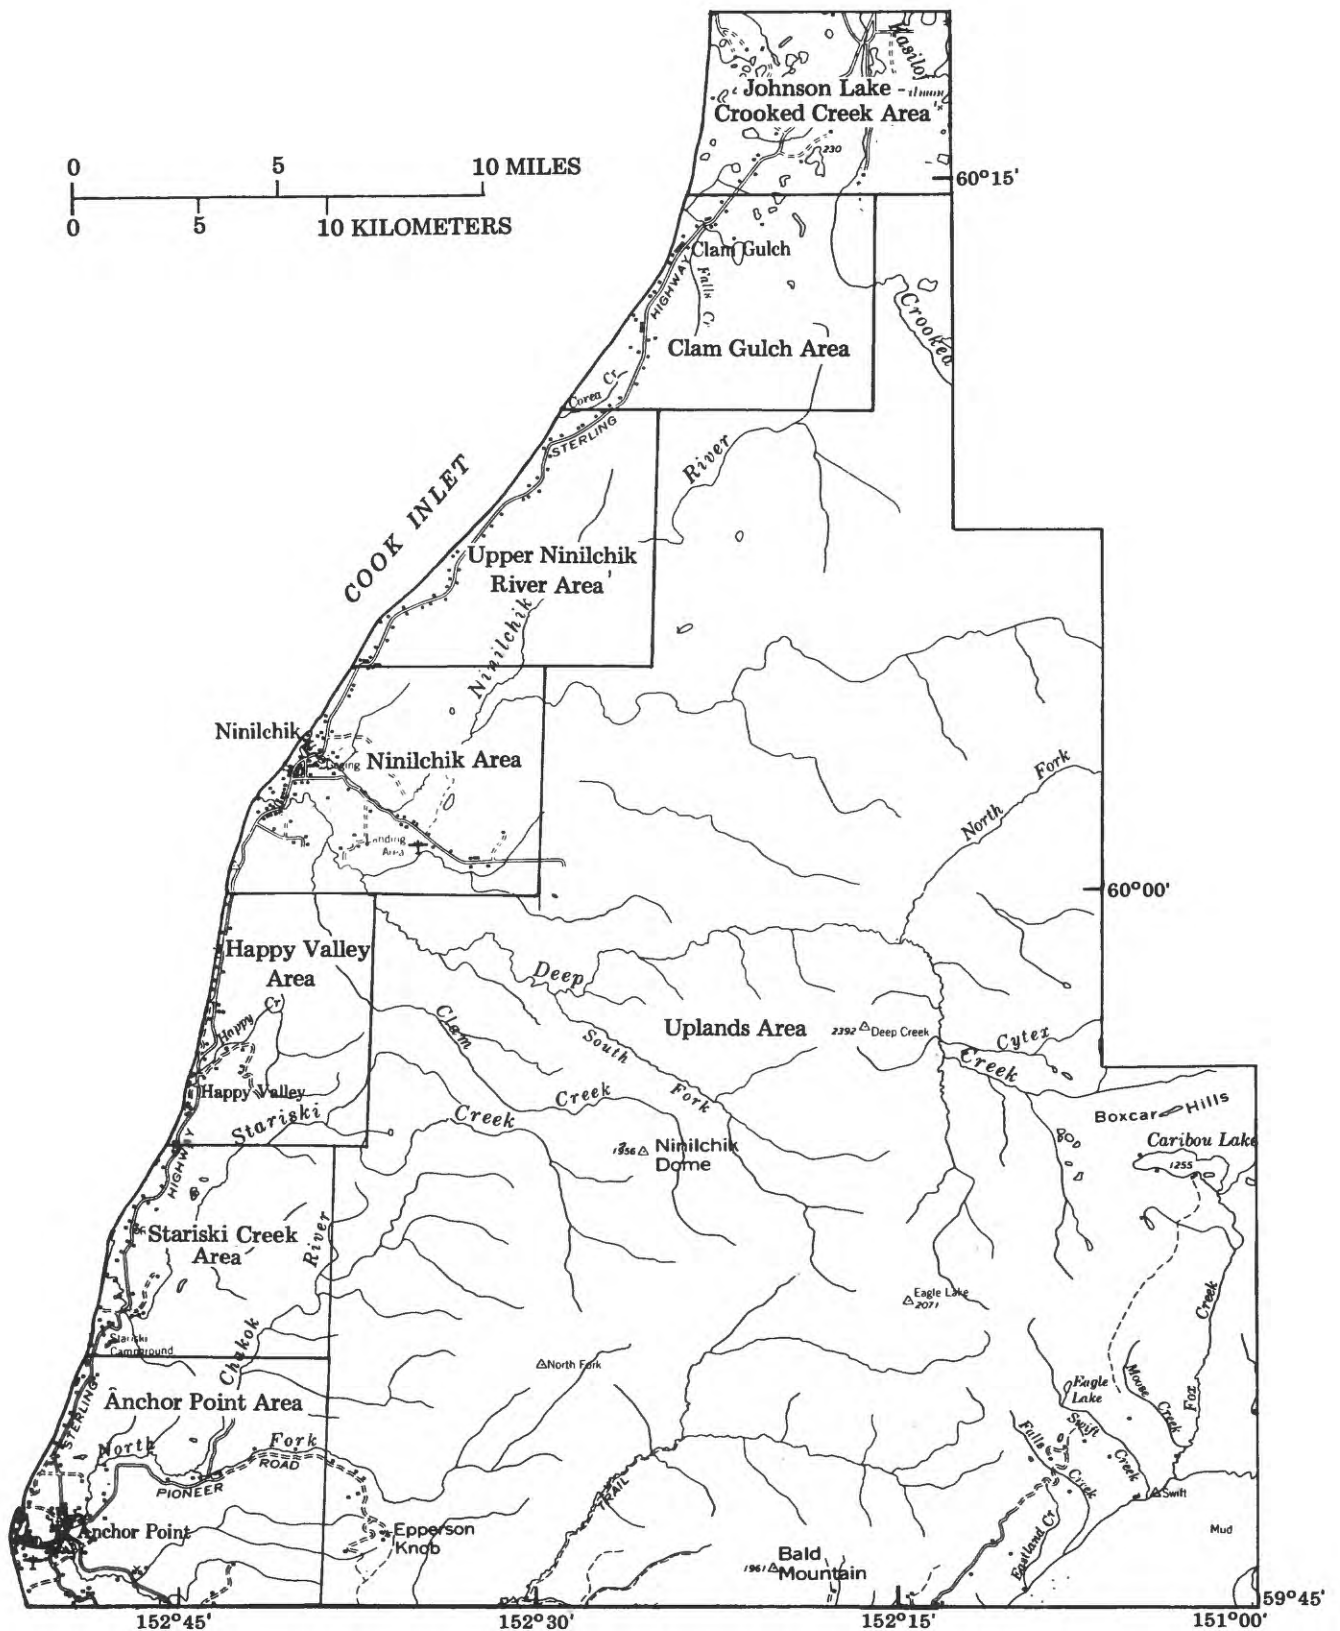 Kasilof
Johnson Lake -
Crooked Creek Area
230
0 5 10 MILES
0 5 10 KILOMETERS
60°15'
Clam Gulch
HIGHWAY
Falls Cr
Crooked
Clam Gulch Area
Corea Cr
STERLING
River
COOK INLET
Upper Ninilchik
River Area
Ninilchik
Ninilchik
Ninilchik Area
Landing
Area
North Fork
60°00'
Happy Valley
Area
Deep
Happy Cr
Clam
South
Fork
Uplands Area
2392 Deep Creek
Cytex
Creek
Happy Valley
Stariski
Creek
Creek
Boxcar Hills
HIGHWAY
1956 Ninilchik
Dome
Caribou Lake
1255
Stariski Creek
Area
River
Eagle Lake
2071
Creek
Stariski
Campground
Chakok
North Fork
Anchor Point Area
Eagle
Lake
Moose
Creek
Fox
STERLING
North Fork
ROAD
PIONEER
Falls
Creek
Swift
Creek
TRAIL
Swift
Anchor Point
Epperson
Knob
Eastland Cr
Mud
1961 Bald
Mountain
59°45'
152°45' 152°30' 152°15' 151°00'